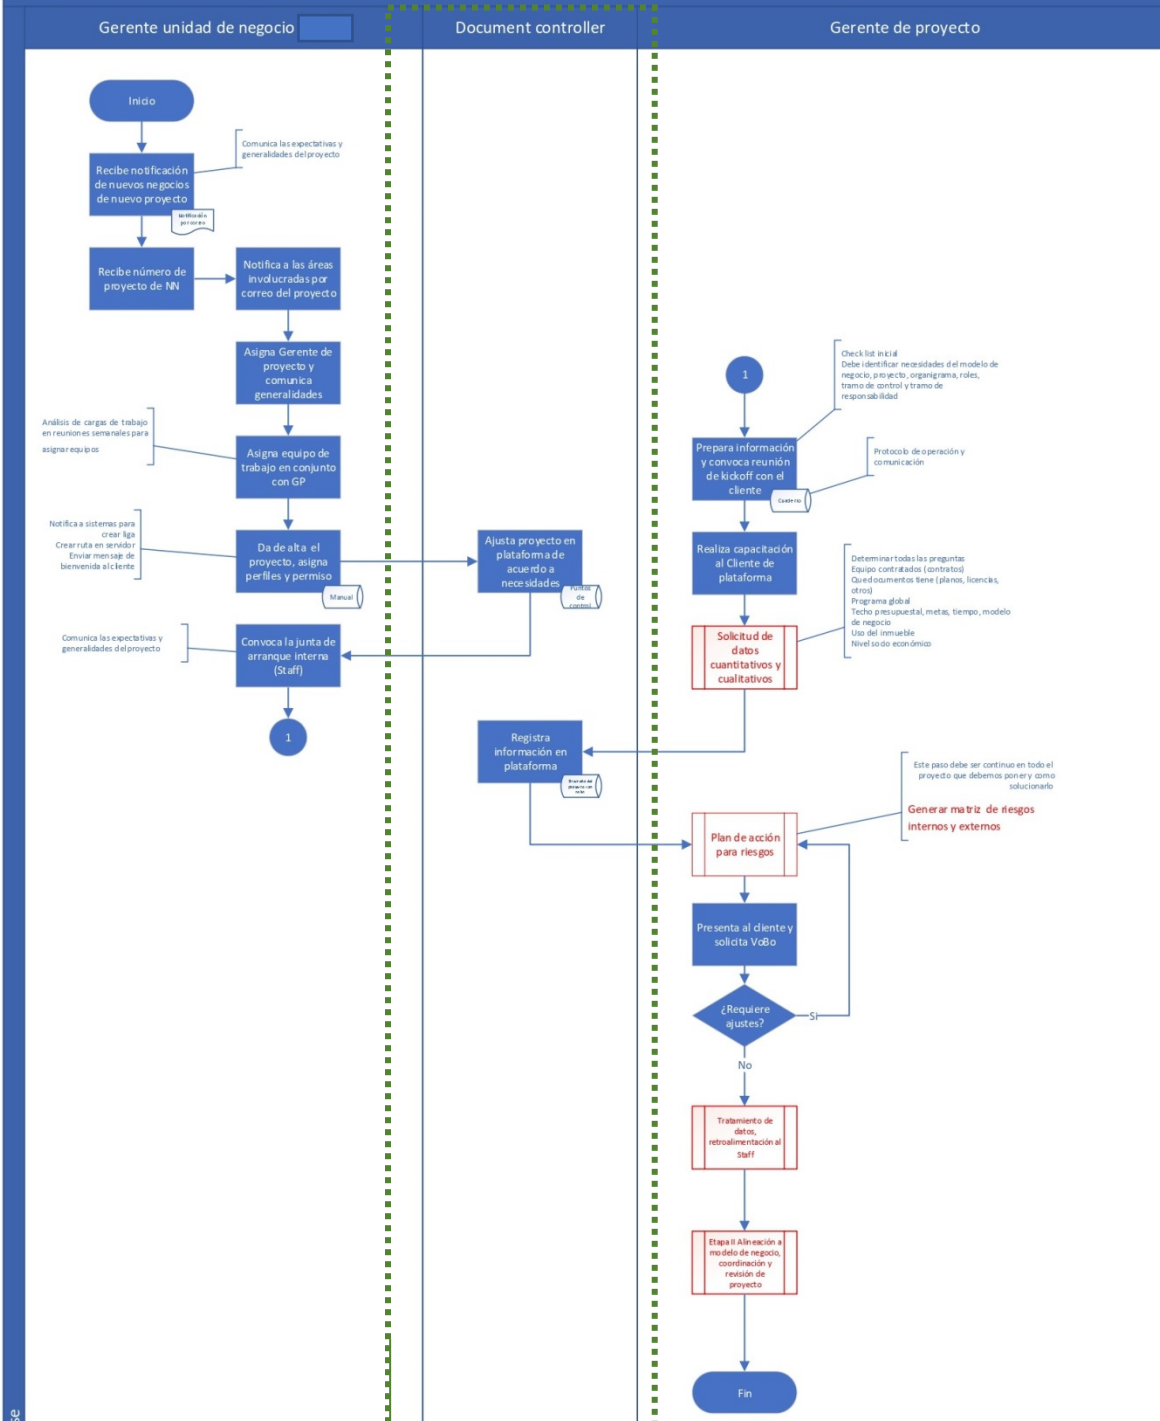 Gerente unidad de negocio
Document controller
Gerente de proyecto
Inicio
Comunica las expectativas y
generalidades del proyecto
Recibe notificación
de nuevos negocios
de nuevo proyecto
Notificación
por correo
Recibe número de
proyecto de NN
Notifica a las áreas
involucradas por
correo del proyecto
Asigna Gerente de
proyecto y
comunica
generalidades
Análisis de cargas de trabajo
en reuniones semanales para
asignar equipos
Asigna equipo de
trabajo en conjunto
con GP
Notifica a sistemas para
crear liga
Crear ruta en servidor
Enviar mensaje de
bienvenida al cliente
Da de alta el
proyecto, asigna
perfiles y permiso
Manual
Ajusta proyecto en
plataforma de
acuerdo a
necesidades
Puntos
de
control
Comunica las expectativas y
generalidades del proyecto
Convoca la junta de
arranque interna
(Staff)
1
1
Check list inicial
Debe identificar necesidades del modelo de
negocio, proyecto, organigrama, roles,
tramo de control y tramo de
responsabilidad
Prepara información
y convoca reunión
de kickoff con el
cliente
Protocolo de operación y
comunicación
Realiza capacitación
al Cliente de
plataforma
Determinar todas las preguntas
Equipo contratados (contratos)
Que documentos tiene (planos, licencias,
otros)
Programa global
Techo presupuestal, metas, tiempo, modelo
de negocio
Uso del inmueble
Nivel socio económico
Solicitud de
datos
cuantitativos y
cualitativos
Registra
información en
plataforma
Este paso debe ser continuo en todo el
proyecto que debemos poner y como
solucionarlo
Generar matriz de riesgos
internos y externos
Plan de acción
para riesgos
Presenta al cliente y
solicita VoBo
¿Requiere
ajustes?
Si
No
Tratamiento de
datos,
retroalimentación al
Staff
Etapa II Alineación a
modelo de negocio,
coordinación y
revisión de
proyecto
Fin
se